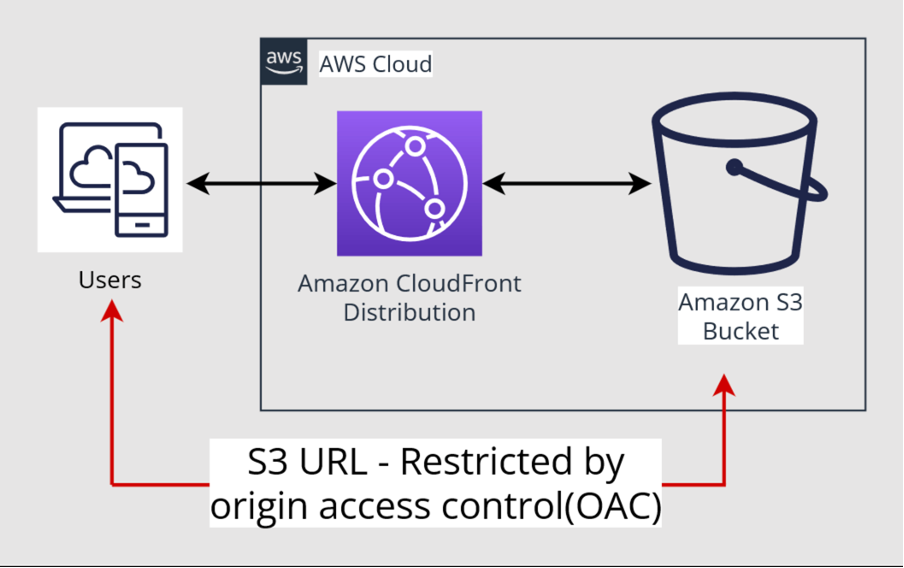 aws
AWS Cloud
Users
Amazon CloudFront
Distribution
Amazon S3
Bucket
S3 URL - Restricted by
origin access control(OAC)